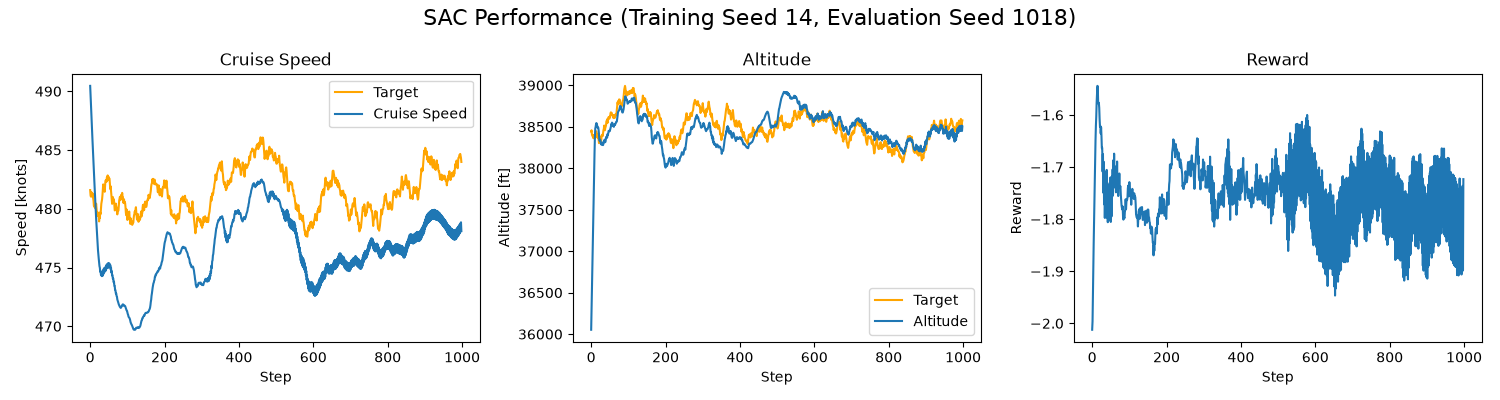 SAC Performance (Training Seed 14, Evaluation Seed 1018)
Cruise Speed
Speed [knots]
490
485
480
475
470
0 200 400 600 800 1000
Step
Target
Cruise Speed
Altitude
Altitude [ft]
39000
38500
38000
37500
37000
36500
36000
0 200 400 600 800 1000
Step
Target
Altitude
Reward
Reward
−1.6
−1.7
−1.8
−1.9
−2.0
0 200 400 600 800 1000
Step